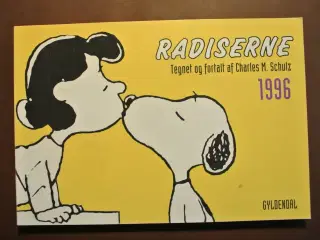 RADISERNE
Tegnet og fortalt af Charles M. Schulz
1996
GYLDENDAL